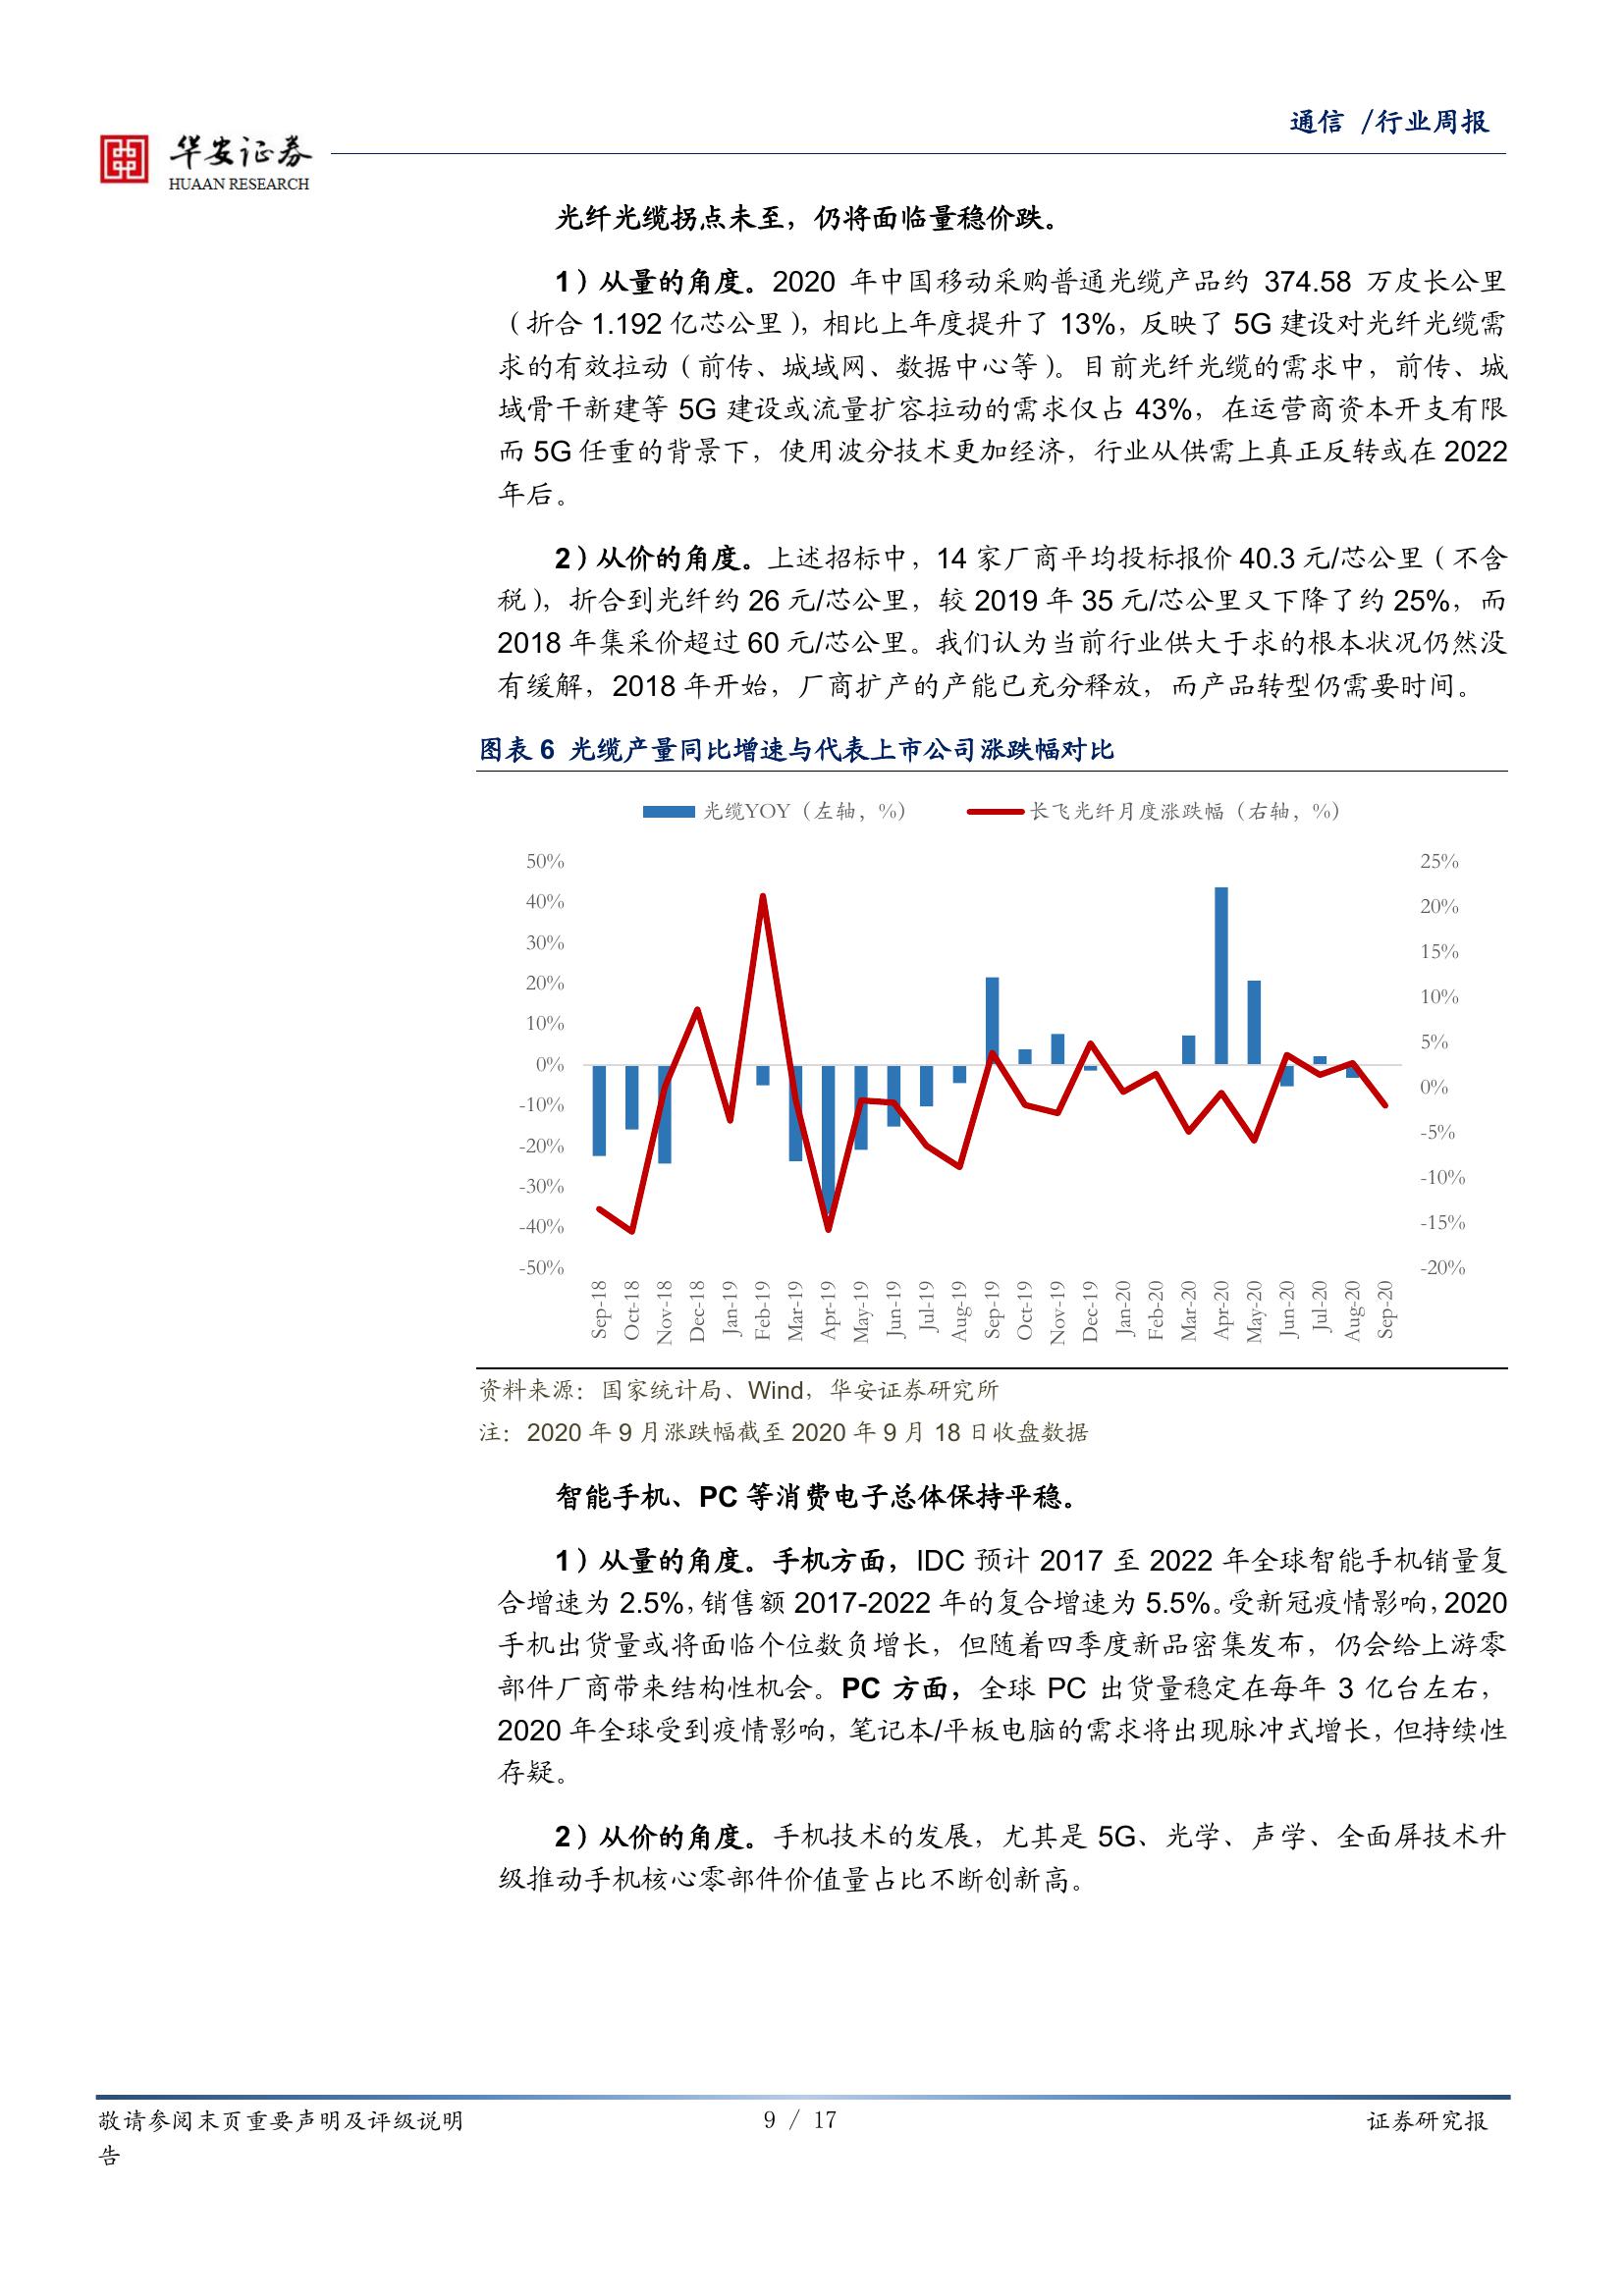 通信 /行业周报
华安证券
HUAAN RESEARCH
光纤光缆拐点未至，仍将面临量稳价跌。
1）从量的角度。2020 年中国移动采购普通光缆产品约 374.58 万皮长公里
（折合 1.192 亿芯公里），相比上年度提升了 13%，反映了 5G 建设对光纤光缆需
求的有效拉动（前传、城域网、数据中心等）。目前光纤光缆的需求中，前传、城
域骨干新建等 5G 建设或流量扩容拉动的需求仅占 43%，在运营商资本开支有限
而 5G 任重的背景下，使用波分技术更加经济，行业从供需上真正反转或在 2022
年后。
2）从价的角度。上述招标中，14 家厂商平均投标报价 40.3 元/芯公里（不含
税），折合到光纤约 26 元/芯公里，较 2019 年 35 元/芯公里又下降了约 25%，而
2018 年集采价超过 60 元/芯公里。我们认为当前行业供大于求的根本状况仍然没
有缓解，2018 年开始，厂商扩产的产能已充分释放，而产品转型仍需要时间。
图表 6 光缆产量同比增速与代表上市公司涨跌幅对比
光缆YOY（左轴，%） 长飞光纤月度涨跌幅（右轴，%）
50% 25%
40% 20%
30% 15%
20% 10%
10% 5%
0% 0%
-10% -5%
-20% -10%
-30% -15%
-40% -20%
-50%
Sep-18 Oct-18 Nov-18 Dec-18 Jan-19 Feb-19 Mar-19 Apr-19 May-19 Jun-19 Jul-19 Aug-19 Sep-19 Oct-19 Nov-19 Dec-19 Jan-20 Feb-20 Mar-20 Apr-20 May-20 Jun-20 Jul-20 Aug-20 Sep-20
资料来源：国家统计局、Wind，华安证券研究所
注：2020 年 9 月涨跌幅截至 2020 年 9 月 18 日收盘数据
智能手机、PC 等消费电子总体保持平稳。
1）从量的角度。手机方面，IDC 预计 2017 至 2022 年全球智能手机销量复
合增速为 2.5%，销售额 2017-2022 年的复合增速为 5.5%。受新冠疫情影响，2020
手机出货量或将面临个位数负增长，但随着四季度新品密集发布，仍会给上游零
部件厂商带来结构性机会。PC 方面，全球 PC 出货量稳定在每年 3 亿台左右，
2020 年全球受到疫情影响，笔记本/平板电脑的需求将出现脉冲式增长，但持续性
存疑。
2）从价的角度。手机技术的发展，尤其是 5G、光学、声学、全面屏技术升
级推动手机核心零部件价值量占比不断创新高。
敬请参阅末页重要声明及评级说明 9 / 17 证券研究报
告